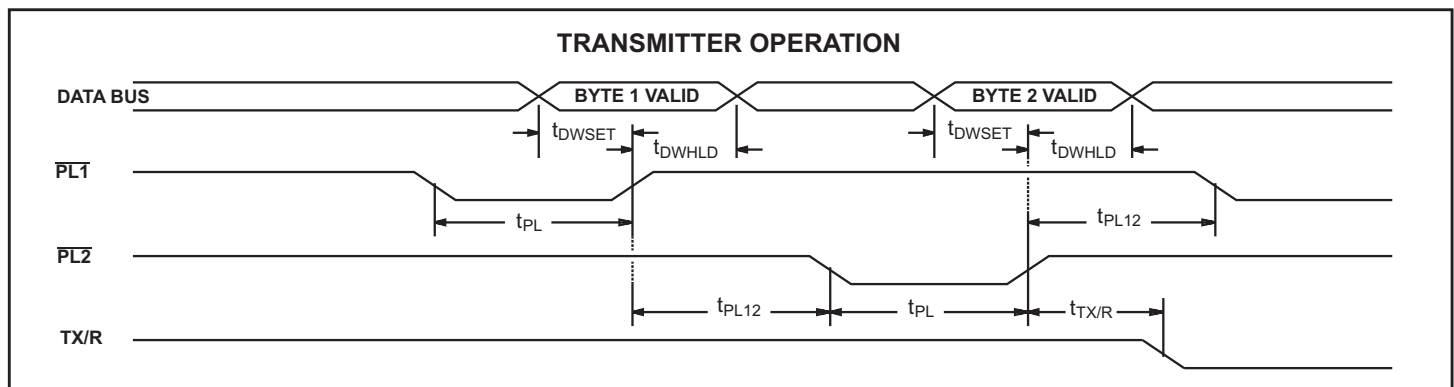 TRANSMITTER OPERATION
DATA BUS
BYTE 1 VALID
BYTE 2 VALID
tDWSET
tDWHLD
tDWSET
tDWHLD
PL1
tPL
tPL12
PL2
tPL12
tPL
tTX/R
TX/R